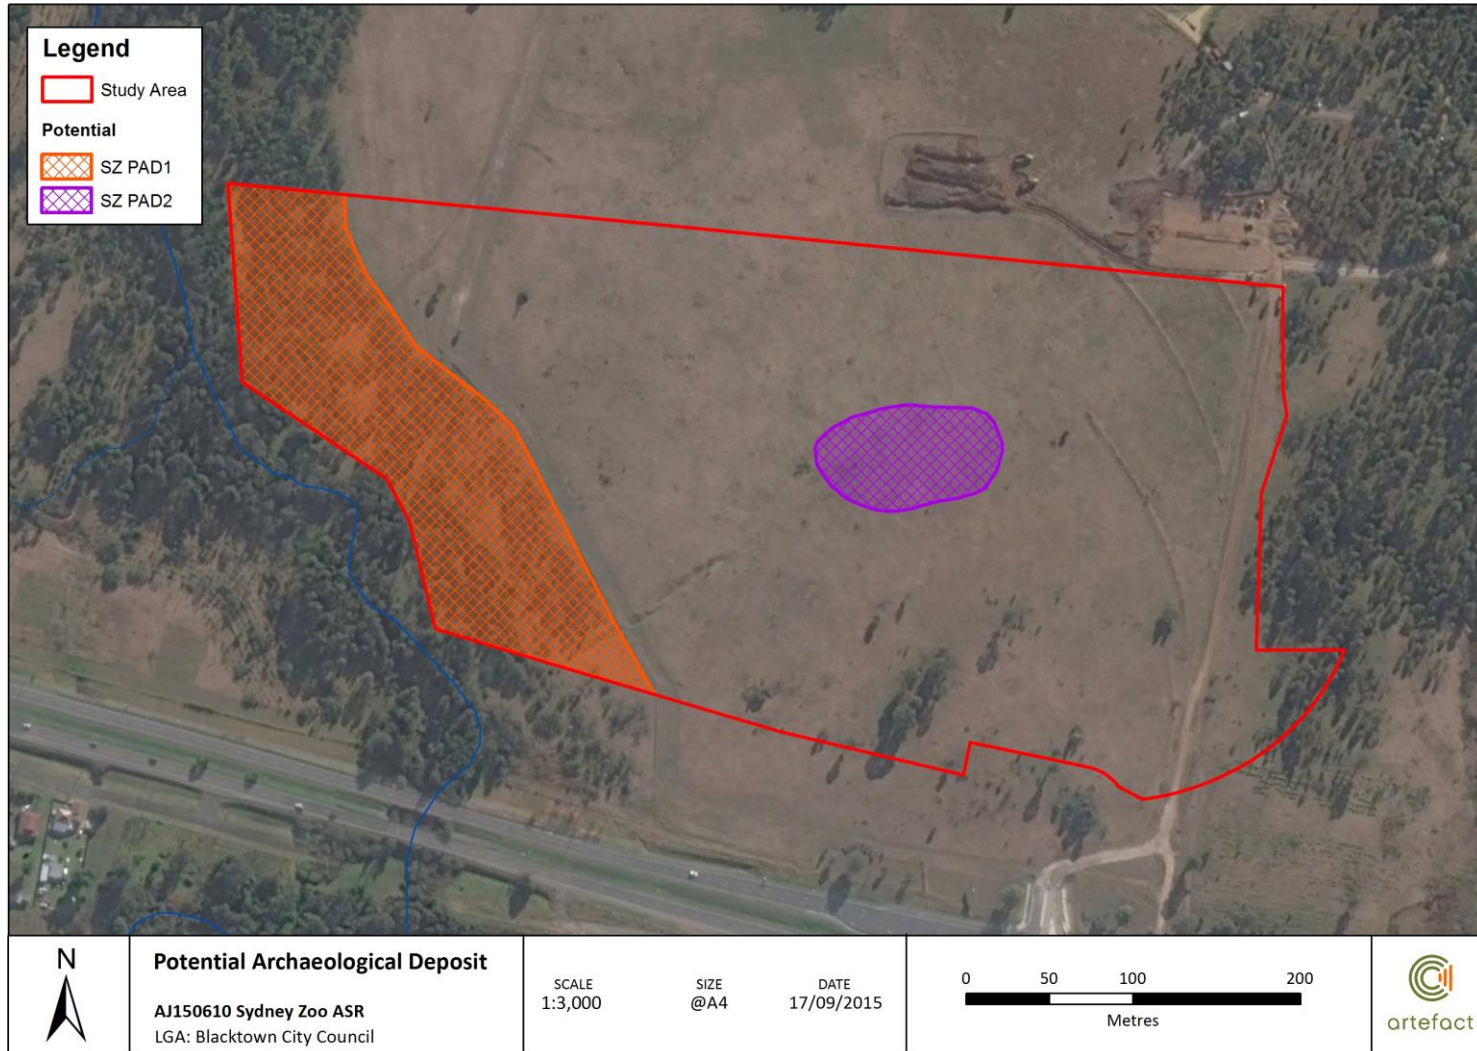 Legend
Study Area
Potential
SZ PAD1
SZ PAD2
N
Potential Archaeological Deposit
AJ150610 Sydney Zoo ASR
LGA: Blacktown City Council
SCALE
1:3,000
SIZE
@A4
DATE
17/09/2015
0 50 100 200
Metres
artefact